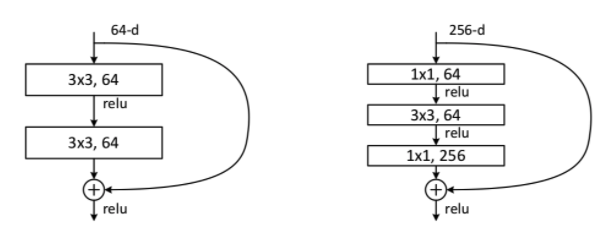 64-d
3x3, 64
relu
3x3, 64
+
relu
256-d
1x1, 64
relu
3x3, 64
relu
1x1, 256
+
relu